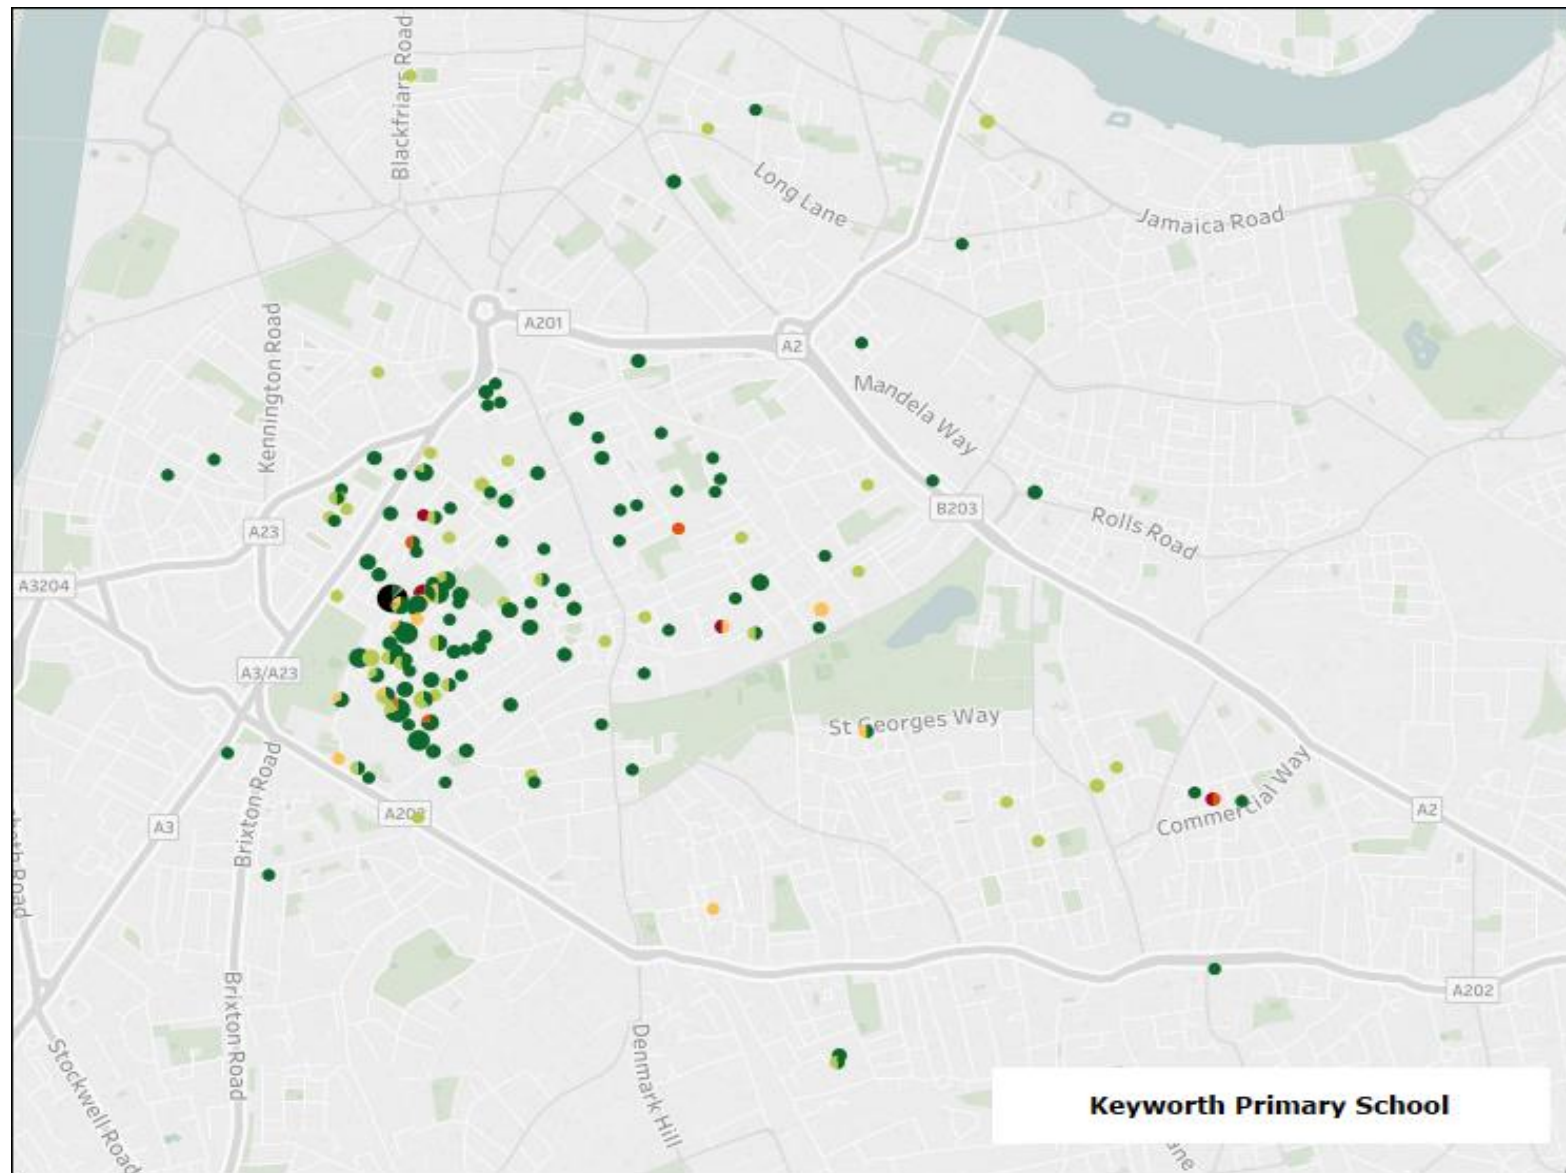 Blackfriars Road
Long Lane
Jamaica Road
A201
A2
Kennington Road
Mandela Way
B203
Rolls Road
A23
A3204
A3/A23
St Georges Way
Commercial Way
A2
A3
Brixton Road
Road
A202
Brixton Road
Denmark Hill
Stockwell Road
Keyworth Primary School